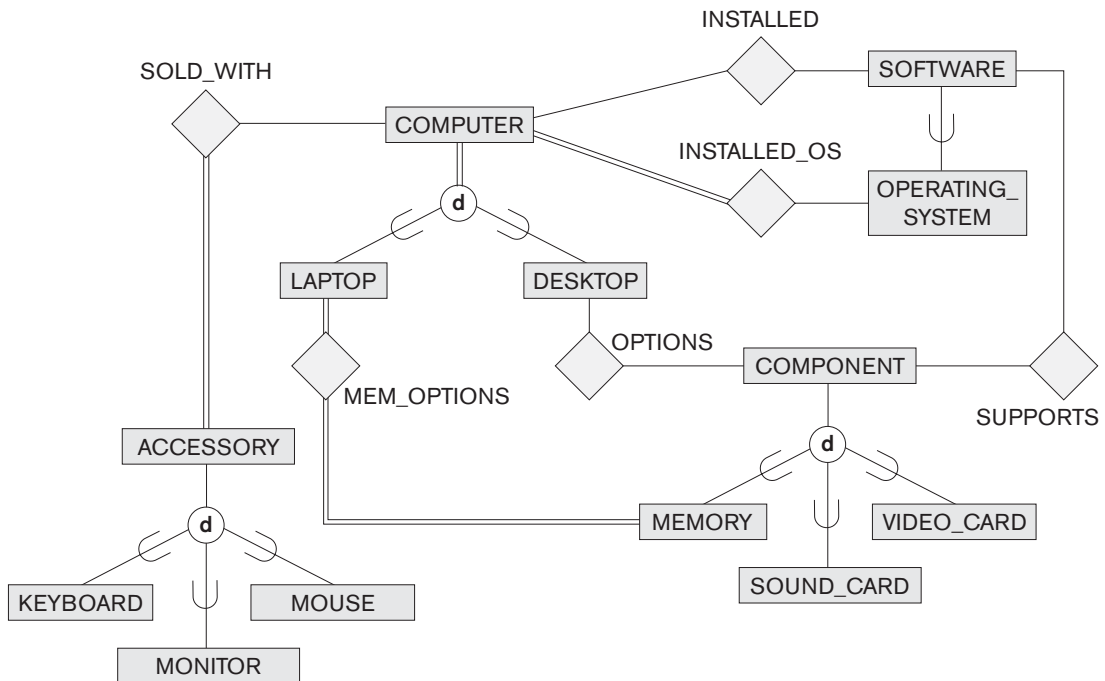 INSTALLED
SOLD_WITH
SOFTWARE
COMPUTER
INSTALLED_OS
OPERATING_
SYSTEM
d
LAPTOP
DESKTOP
OPTIONS
COMPONENT
MEM_OPTIONS
SUPPORTS
ACCESSORY
d
d
MEMORY
VIDEO_CARD
SOUND_CARD
KEYBOARD
MOUSE
MONITOR